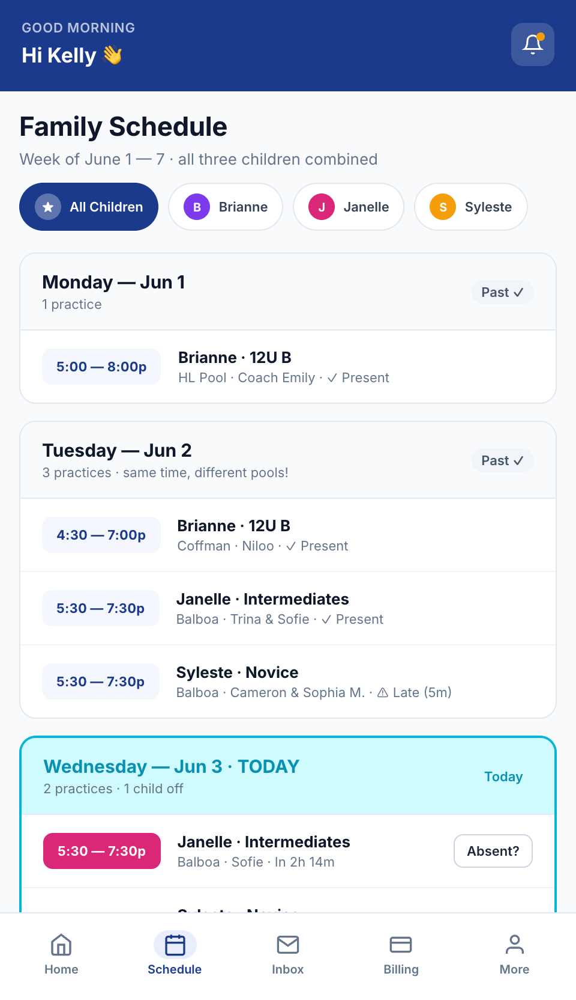 GOOD MORNING
Hi Kelly 👋
Family Schedule
Week of June 1 — 7 · all three children combined
All Children
B Brianne
J Janelle
S Syleste
Monday — Jun 1
1 practice
Past ✓
5:00 — 8:00p
Brianne · 12U B
HL Pool · Coach Emily · ✓ Present
Tuesday — Jun 2
3 practices · same time, different pools!
Past ✓
4:30 — 7:00p
Brianne · 12U B
Coffman · Niloo · ✓ Present
5:30 — 7:30p
Janelle · Intermediates
Balboa · Trina & Sofie · ✓ Present
5:30 — 7:30p
Syleste · Novice
Balboa · Cameron & Sophia M. · ⚠ Late (5m)
Wednesday — Jun 3 · TODAY
2 practices · 1 child off
Today
5:30 — 7:30p
Janelle · Intermediates
Balboa · Sofie · In 2h 14m
Absent?
Home
Schedule
Inbox
Billing
More